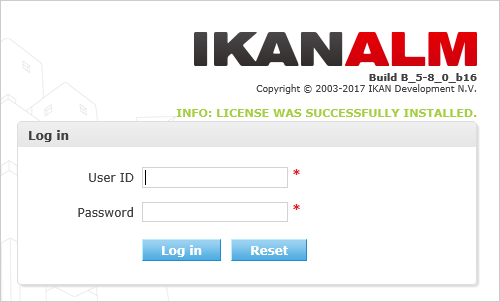 IKANALM
Build B_5-8_0_b16
Copyright © 2003-2017 IKAN Development N.V.
INFO: LICENSE WAS SUCCESSFULLY INSTALLED.
Log in
User ID *
Password *
Log in Reset